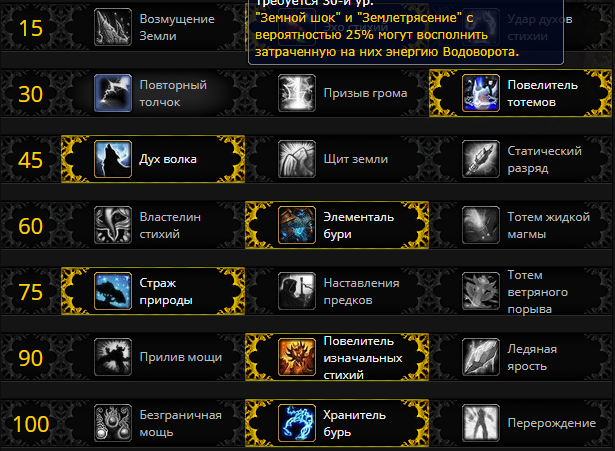 Требуется 30-й ур.
"Земной шок" и "Землетрясение" с
вероятностью 25% могут восполнить
затраченную на них энергию Водоворота.
15
Возмущение
Земли
Эхо стихий
Удар духов
стихии
30
Повторный
толчок
Призыв грома
Повелитель
тотемов
45
Дух волка
Щит земли
Статический
разряд
60
Властелин
стихий
Элементаль
бури
Тотем жидкой
магмы
75
Страж
природы
Наставления
предков
Тотем
ветряного
порыва
90
Прилив мощи
Повелитель
изначальных
стихий
Ледяная
ярость
100
Безграничная
мощь
Хранитель
бурь
Перерождение